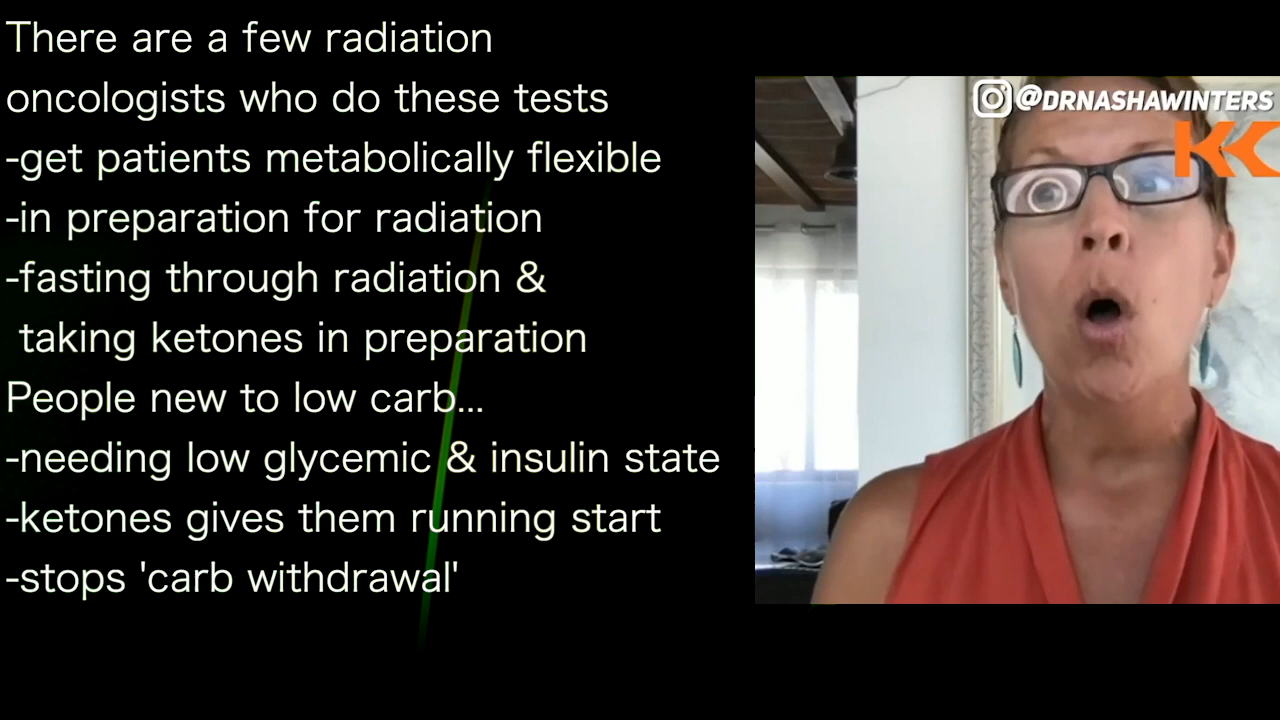 There are a few radiation
oncologists who do these tests
-get patients metabolically flexible
-in preparation for radiation
-fasting through radiation &
taking ketones in preparation
People new to low carb...
-needing low glycemic & insulin state
-ketones gives them running start
-stops 'carb withdrawal'
@DRNASHAWINTERS
KK